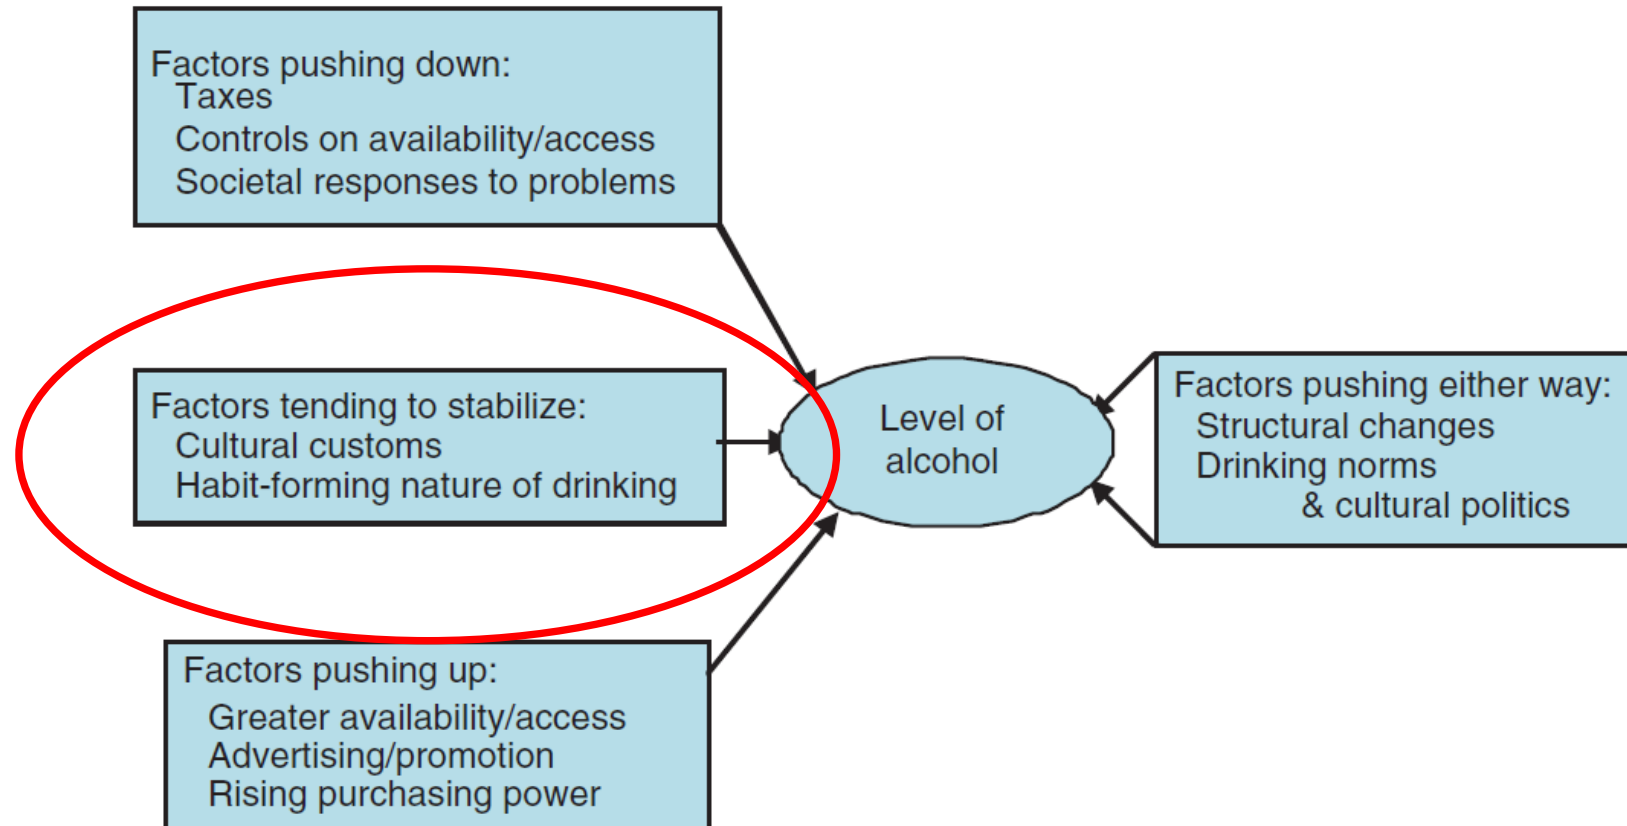 Factors pushing down:
Taxes
Controls on availability/access
Societal responses to problems
Factors tending to stabilize:
Cultural customs
Habit-forming nature of drinking
Factors pushing up:
Greater availability/access
Advertising/promotion
Rising purchasing power
Level of
alcohol
Factors pushing either way:
Structural changes
Drinking norms
& cultural politics